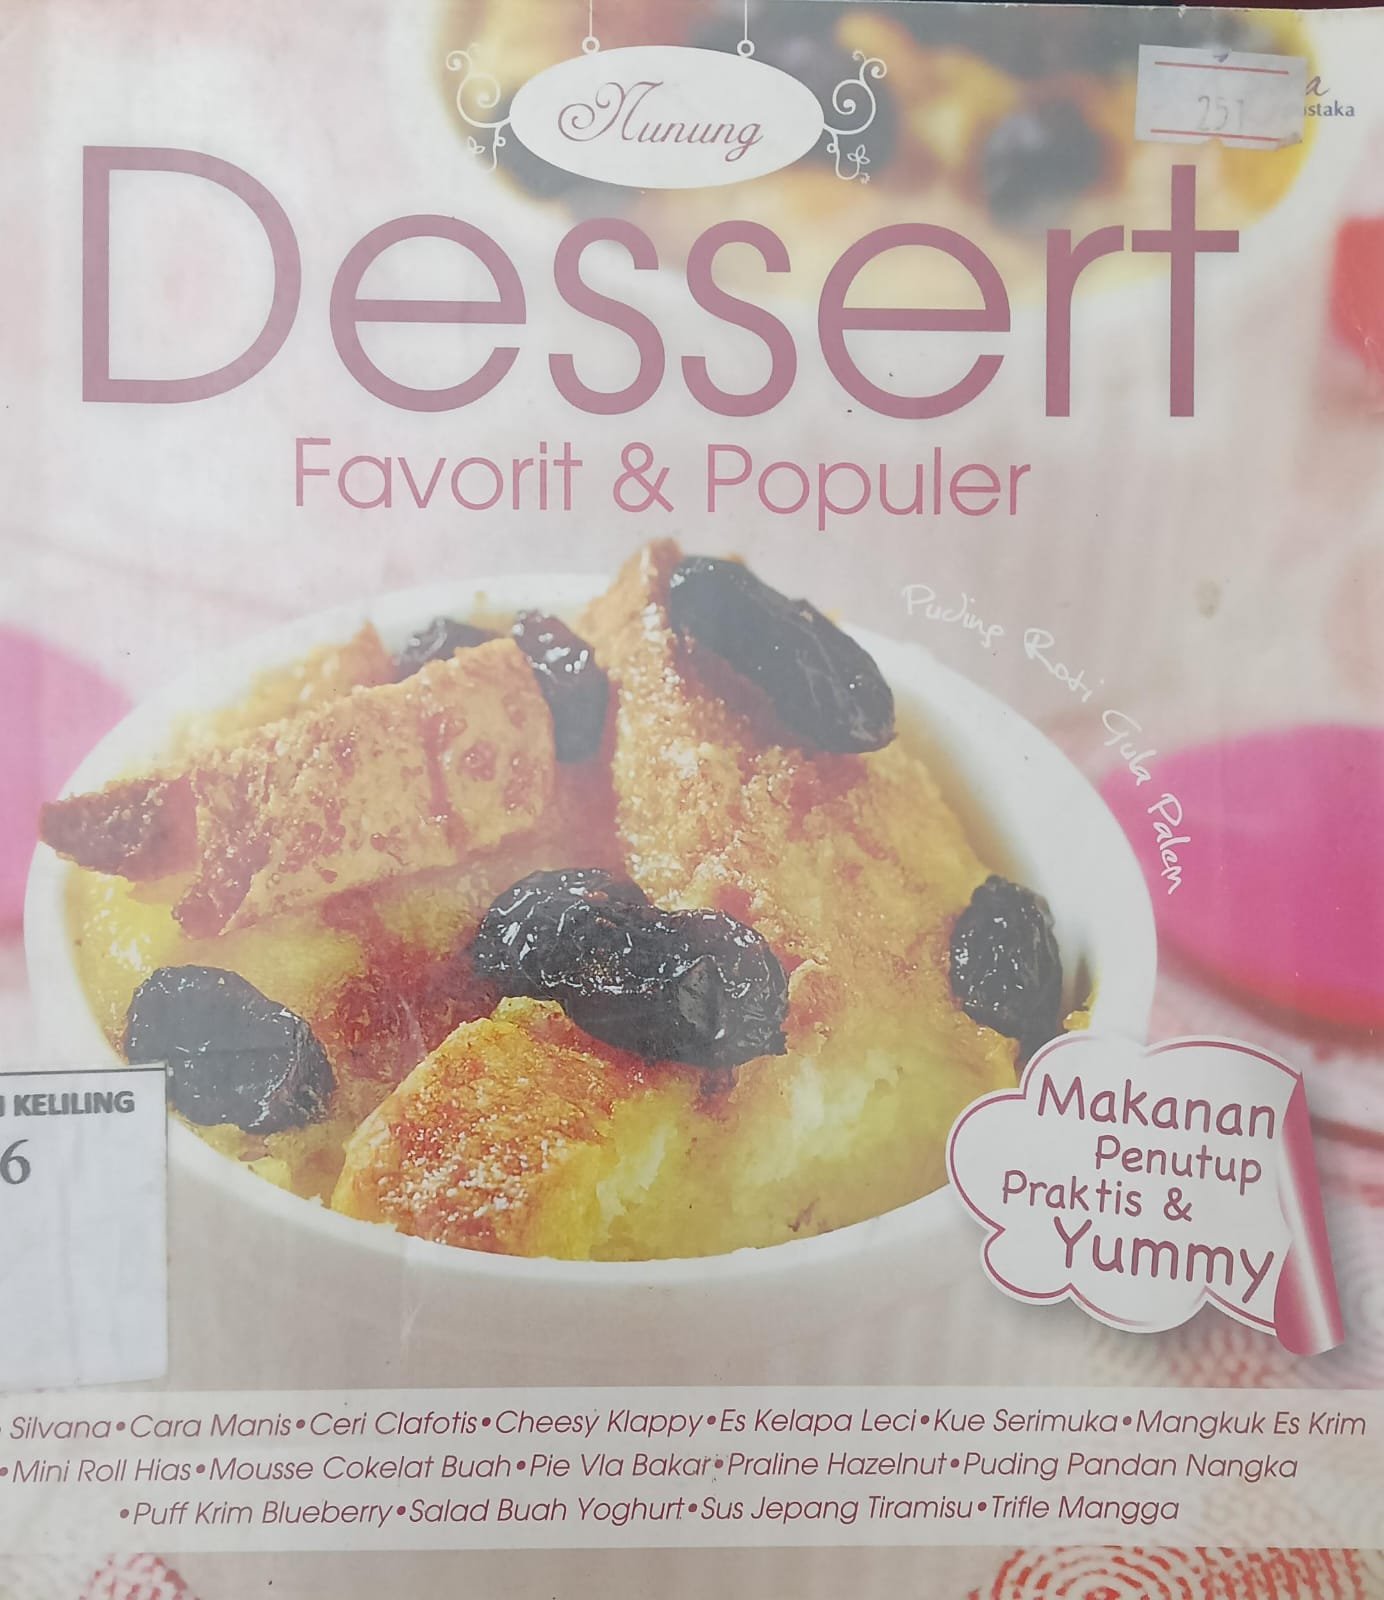 Nunung
251
Dessert
Favorit & Populer
Puding Roti Gula Palem
KELILING
6
Makanan
Penutup
Praktis &
Yummy
Silvana•Cara Manis•Ceri Clafotis•Cheesy Klappy•Es Kelapa Leci•Kue Serimuka•Mangkuk Es Krim
•Mini Roll Hias•Mousse Cokelat Buah•Pie Vla Bakar•Praline Hazelnut•Puding Pandan Nangka
•Puff Krim Blueberry•Salad Buah Yoghurt•Sus Jepang Tiramisu•Trifle Mangga